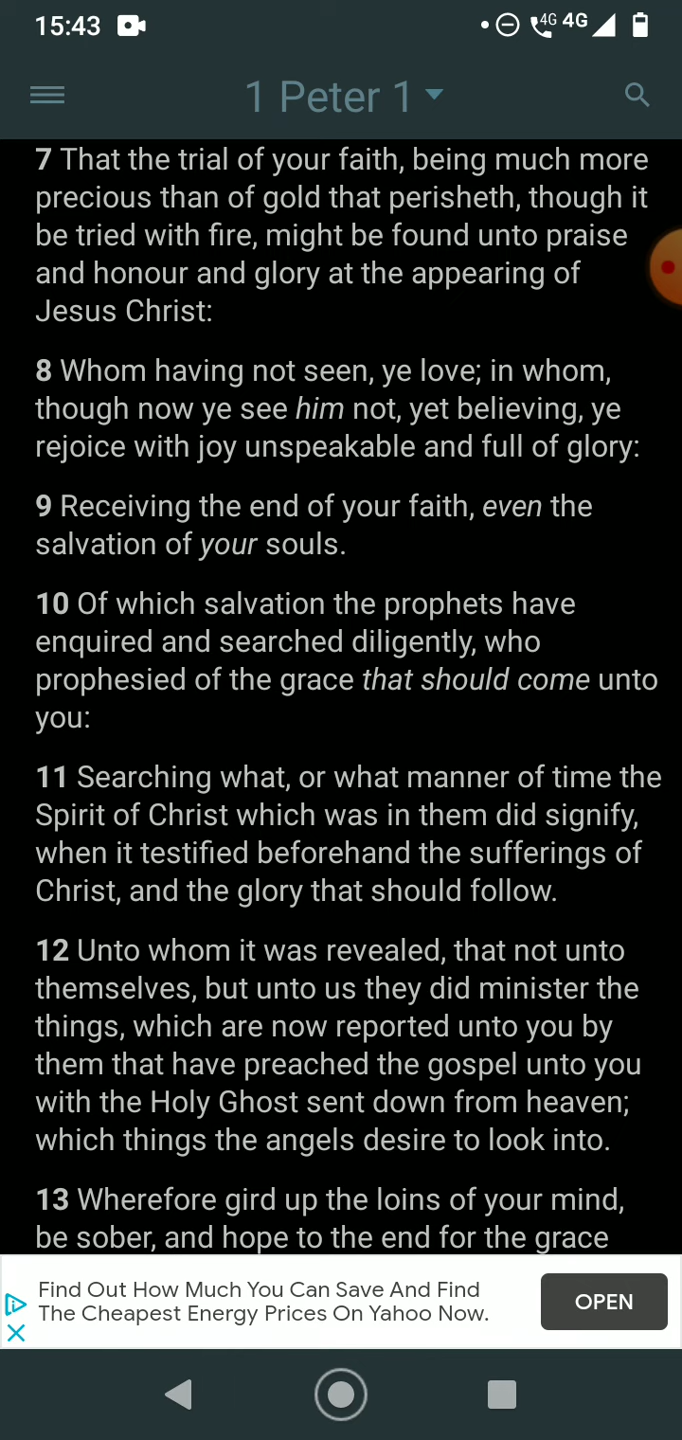 15:43
4G 4G
1 Peter 1
7 That the trial of your faith, being much more
precious than of gold that perisheth, though it
be tried with fire, might be found unto praise
and honour and glory at the appearing of
Jesus Christ:
8 Whom having not seen, ye love; in whom,
though now ye see him not, yet believing, ye
rejoice with joy unspeakable and full of glory:
9 Receiving the end of your faith, even the
salvation of your souls.
10 Of which salvation the prophets have
enquired and searched diligently, who
prophesied of the grace that should come unto
you:
11 Searching what, or what manner of time the
Spirit of Christ which was in them did signify,
when it testified beforehand the sufferings of
Christ, and the glory that should follow.
12 Unto whom it was revealed, that not unto
themselves, but unto us they did minister the
things, which are now reported unto you by
them that have preached the gospel unto you
with the Holy Ghost sent down from heaven;
which things the angels desire to look into.
13 Wherefore gird up the loins of your mind,
be sober, and hope to the end for the grace
Find Out How Much You Can Save And Find
The Cheapest Energy Prices On Yahoo Now.
OPEN